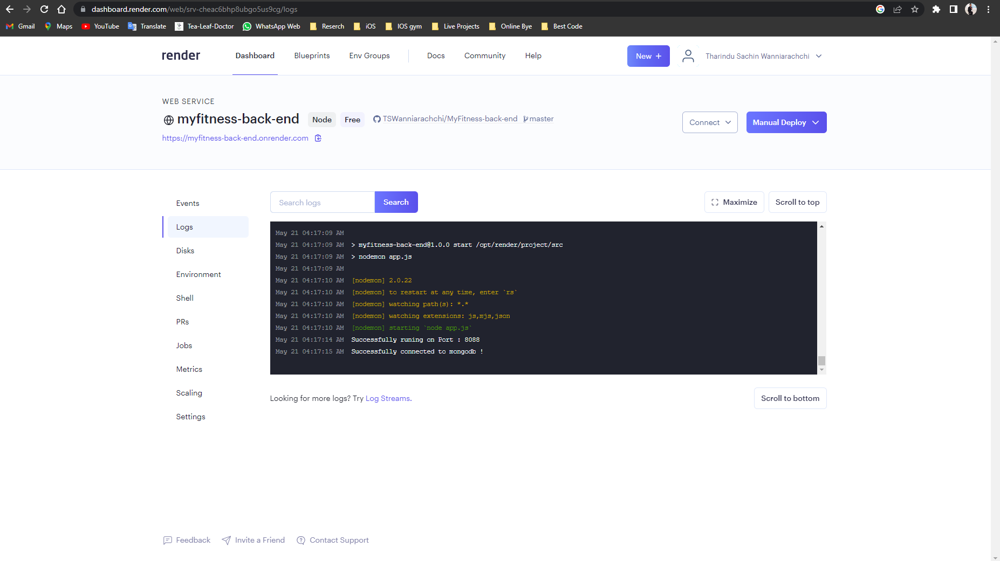 dashboard.render.com/web/srv-cheac6bhp8ubgo5us9cg/logs
Gmail Maps YouTube Translate Tea-Leaf-Doctor WhatsApp Web Reserch iOS IOS gym Live Projects Online Bye Best Code
render Dashboard Blueprints Env Groups Docs Community Help New + Tharindu Sachin Wanniarachchi
WEB SERVICE
myfitness-back-end Node Free TSWanniarachchi/MyFitness-back-end master
Connect Manual Deploy
https://myfitness-back-end.onrender.com
Events
Logs
Disks
Environment
Shell
PRs
Jobs
Metrics
Scaling
Settings
Search logs Search Maximize Scroll to top
May 21 04:17:09 AM
May 21 04:17:09 AM > myfitness-back-end@1.0.0 start /opt/render/project/src
May 21 04:17:09 AM > nodemon app.js
May 21 04:17:09 AM
May 21 04:17:10 AM [nodemon] 2.0.22
May 21 04:17:10 AM [nodemon] to restart at any time, enter `rs`
May 21 04:17:10 AM [nodemon] watching path(s): *.*
May 21 04:17:10 AM [nodemon] watching extensions: js,mjs,json
May 21 04:17:10 AM [nodemon] starting `node app.js`
May 21 04:17:14 AM Successfully runing on Port : 8088
May 21 04:17:15 AM Successfully connected to mongodb !
Looking for more logs? Try Log Streams. Scroll to bottom
Feedback Invite a Friend Contact Support